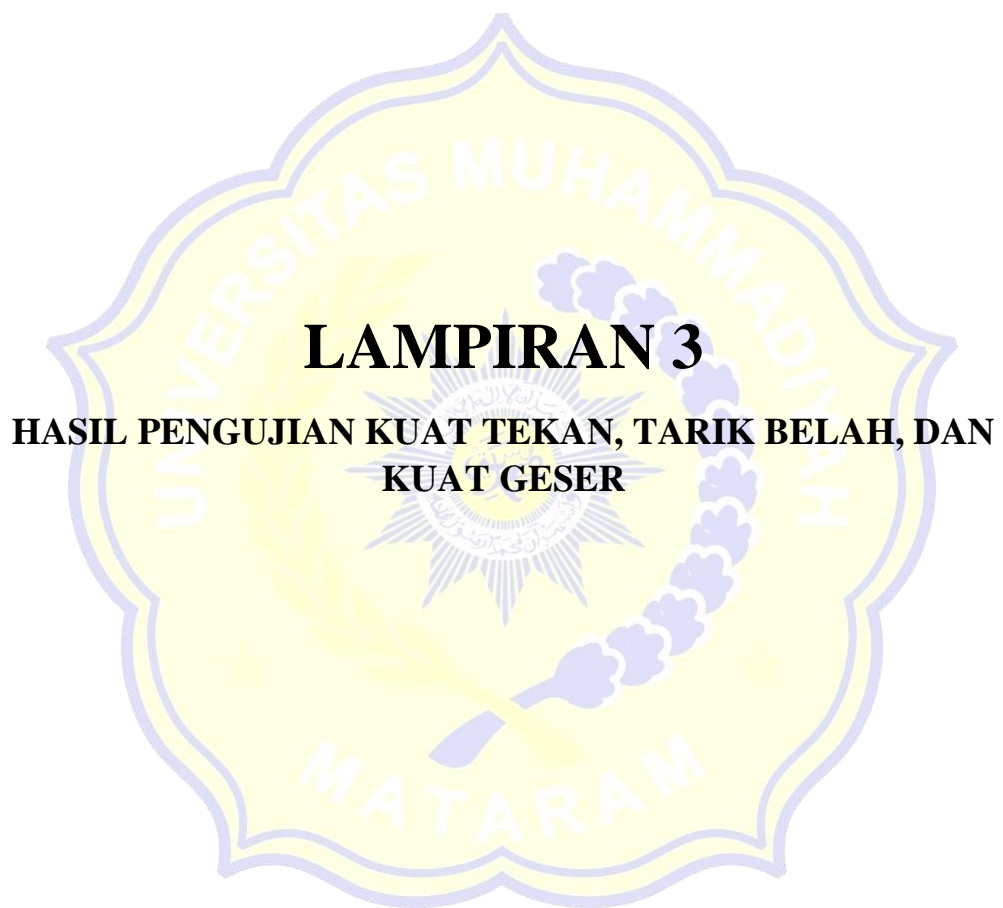 LAMPIRAN 3
HASIL PENGUJIAN KUAT TEKAN, TARIK BELAH, DAN
KUAT GESER
UNIVERSITAS MUHAMMADIYAH
MATARAM